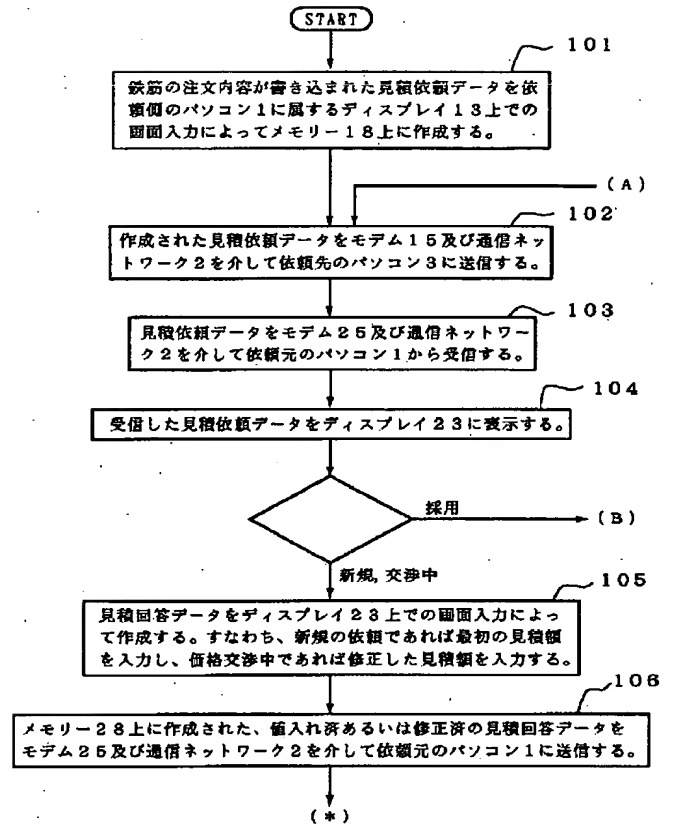 START
101
鉄筋の注文内容が書き込まれた見積依頼データを依
頼側のパソコン1に属するディスプレイ13上での
画面入力によってメモリー18上に作成する。
(A)
102
作成された見積依頼データをモデム15及び通信ネッ
トワーク2を介して依頼先のパソコン3に送信する。
103
見積依頼データをモデム25及び通信ネットワー
ク2を介して依頼元のパソコン1から受信する。
104
受信した見積依頼データをディスプレイ23に表示する。
採用
(B)
新規,交渉中
105
見積回答データをディスプレイ23上での画面入力によっ
て作成する。すなわち、新規の依頼であれば最初の見積額
を入力し、価格交渉中であれば修正した見積額を入力する。
106
メモリー28上に作成された、値入れ済あるいは修正済の見積回答データを
モデム25及び通信ネットワーク2を介して依頼元のパソコン1に送信する。
(*)